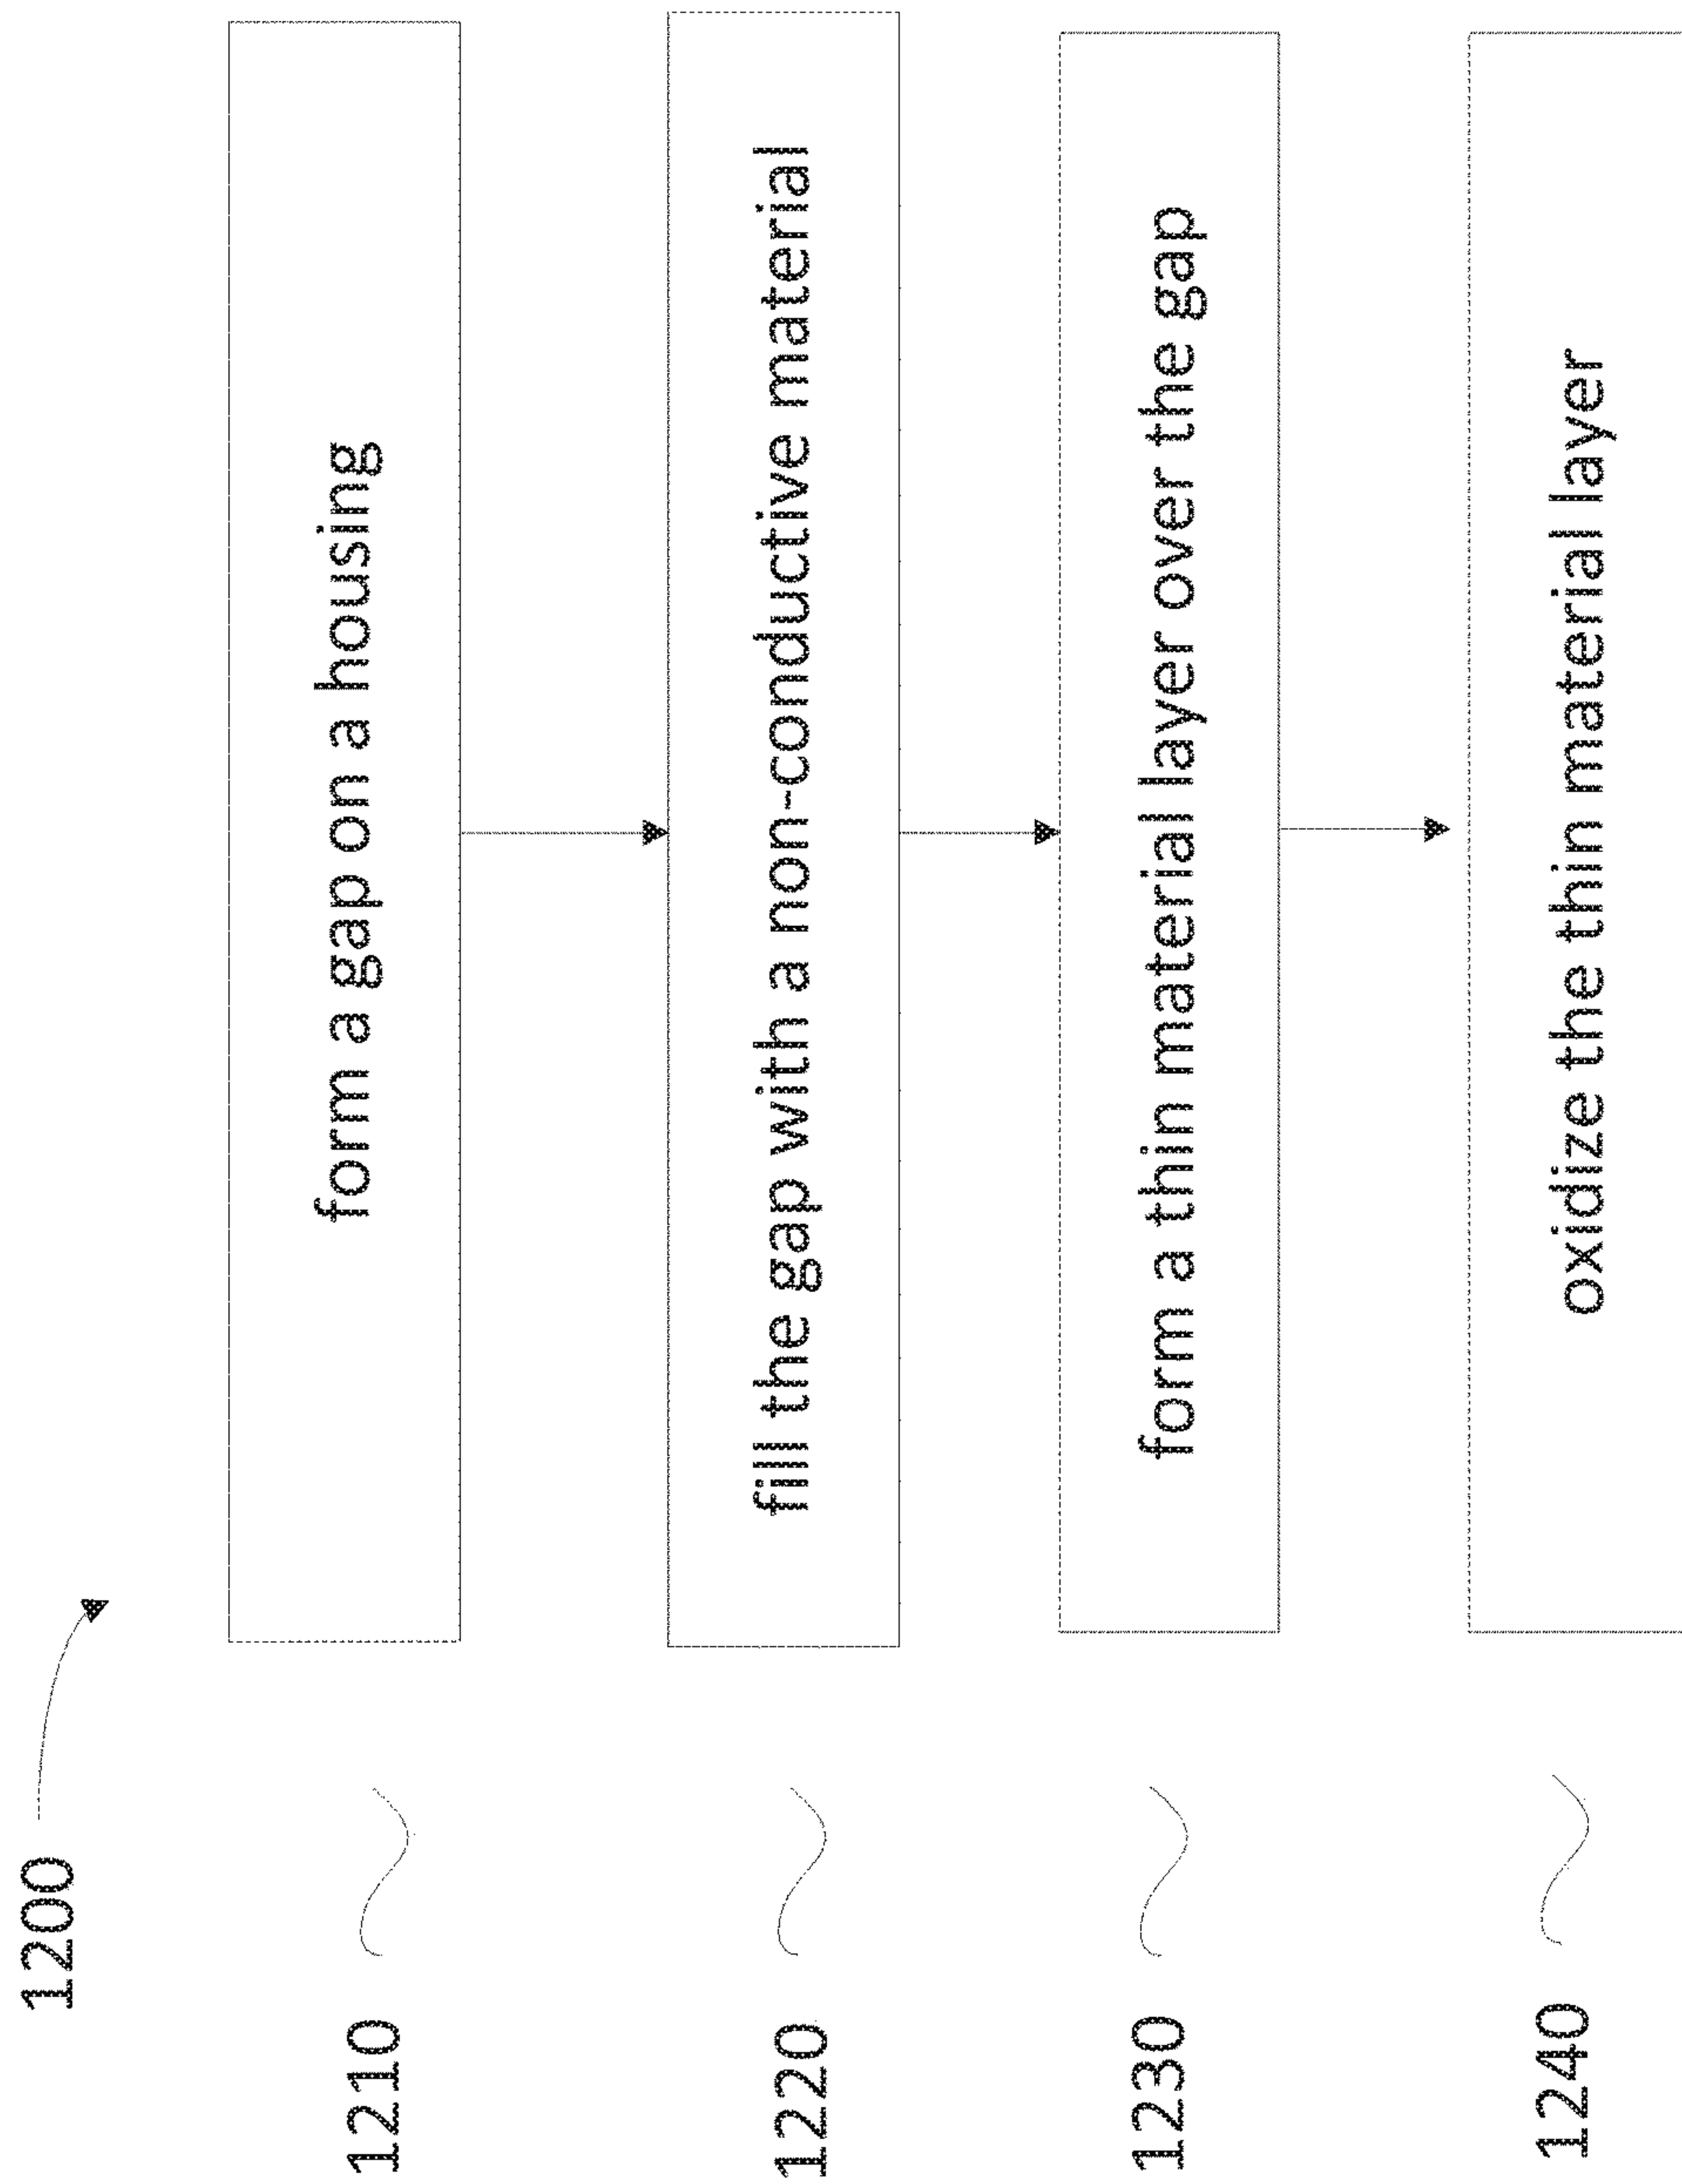 1200
1210
form a gap on a housing
1220
fill the gap with a non-conductive material
1230
form a thin material layer over the gap
1240
oxidize the thin material layer